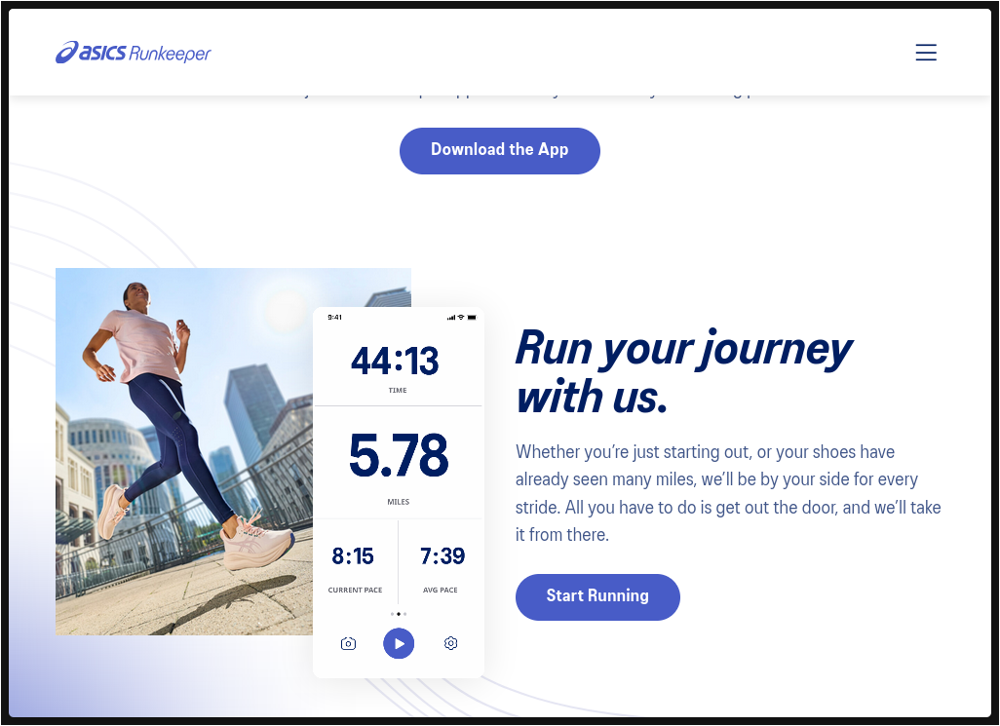 asics Runkeeper
Download the App
9:41
44:13
TIME
5.78
MILES
8:15
7:39
CURRENT PACE
AVG PACE
Run your journey
with us.
Whether you’re just starting out, or your shoes have
already seen many miles, we’ll be by your side for every
stride. All you have to do is get out the door, and we’ll take
it from there.
Start Running